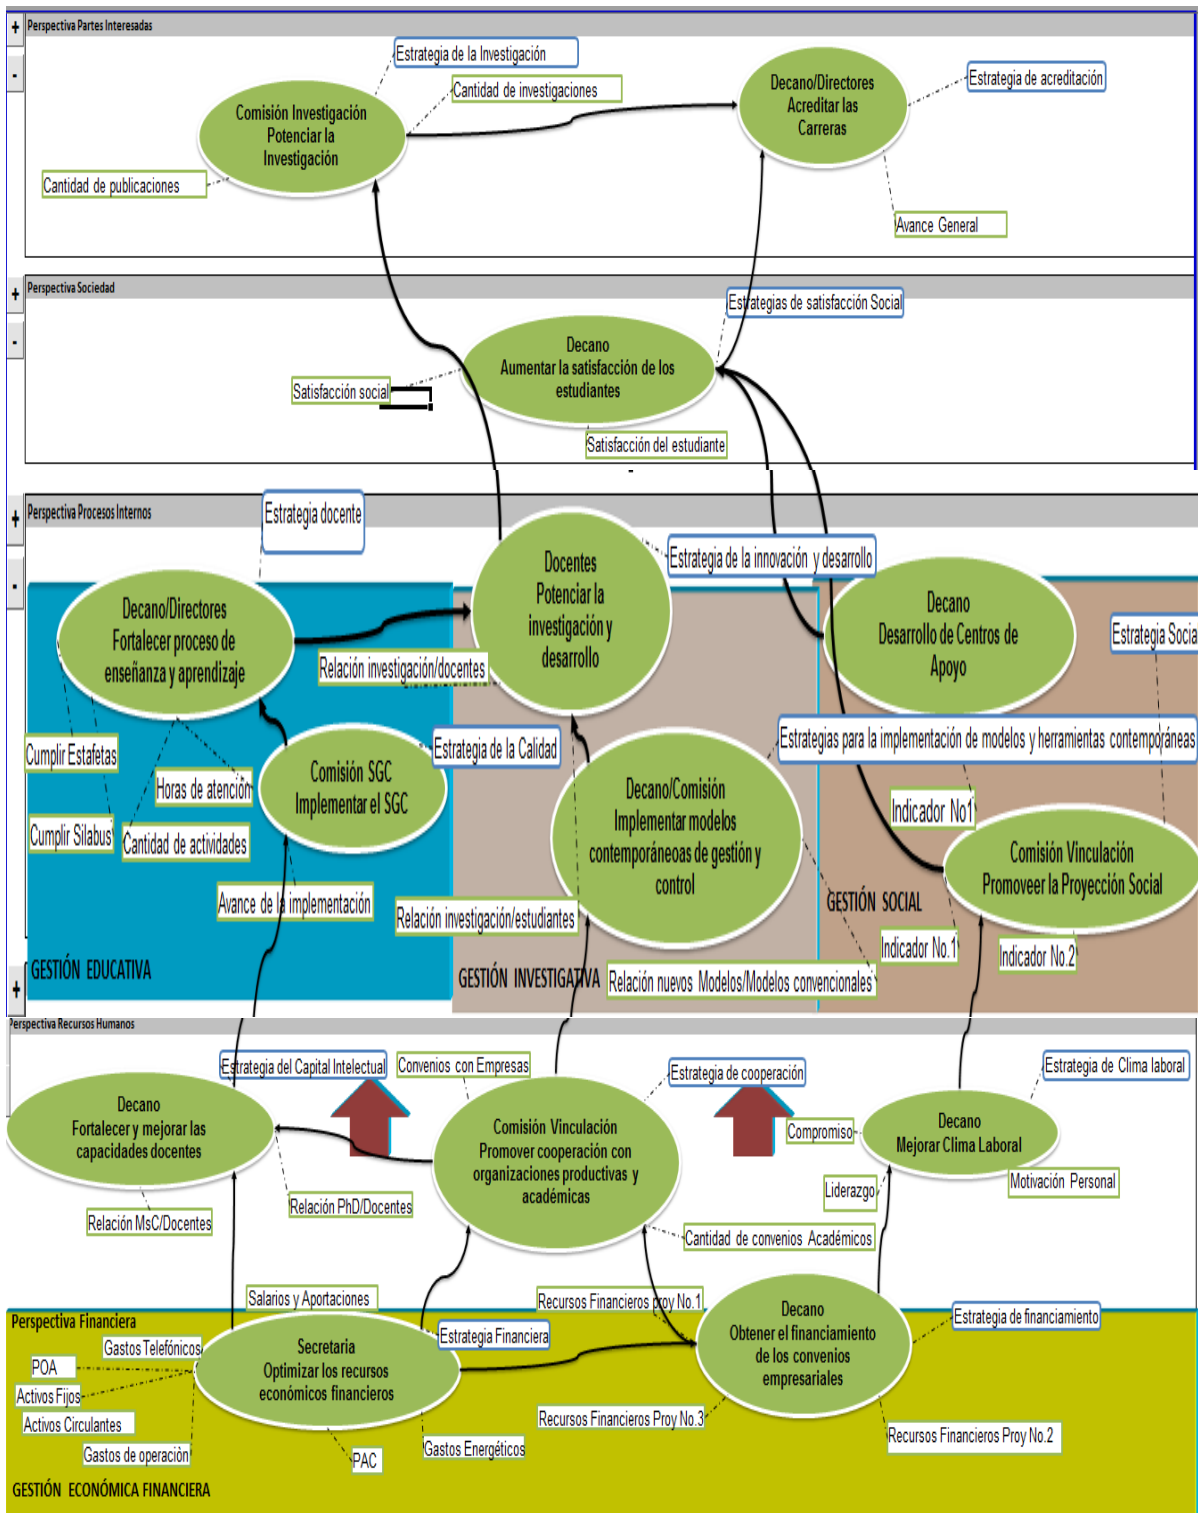 +
Perspectiva Partes Interesadas
-
Estrategia de la Investigación
Cantidad de investigaciones
Comisión Investigación
Potenciar la
Investigación
Cantidad de publicaciones
Decano/Directores
Acreditar las
Carreras
Estrategia de acreditación
Avance General
+
Perspectiva Sociedad
-
Estrategias de satisfacción Social
Decano
Aumentar la satisfacción de los
estudiantes
Satisfacción social
Satisfacción del estudiante
+
Perspectiva Procesos Internos
-
Estrategia docente
Decano/Directores
Fortalecer proceso de
enseñanza y aprendizaje
Docentes
Potenciar la
investigación y
desarrollo
Estrategia de la innovación y desarrollo
Decano
Desarrollo de Centros de
Apoyo
Estrategia Social
Relación investigación/docentes
Cumplir Estafetas
Horas de atención
Cumplir Silabus
Cantidad de actividades
Comisión SGC
Implementar el SGC
Estrategia de la Calidad
Avance de la implementación
Decano/Comisión
Implementar modelos
contemporáneoas de gestión y
control
Estrategias para la implementación de modelos y herramientas contemporáneas
Indicador No1
Comisión Vinculación
Promoveer la Proyección Social
Relación investigación/estudiantes
GESTIÓN SOCIAL
Indicador No.1
Indicador No.2
+
GESTIÓN EDUCATIVA
GESTIÓN INVESTIGATIVA
Relación nuevos Modelos/Modelos convencionales
Perspectiva Recursos Humanos
Estrategia del Capital Intelectual
Convenios con Empresas
Estrategia de cooperación
Estrategia de Clima laboral
Decano
Fortalecer y mejorar las
capacidades docentes
Comisión Vinculación
Promover cooperación con
organizaciones productivas y
académicas
Compromiso
Decano
Mejorar Clima Laboral
Liderazgo
Motivación Personal
Relación MsC/Docentes
Relación PhD/Docentes
Cantidad de convenios Académicos
Perspectiva Financiera
Salarios y Aportaciones
Recursos Financieros proy No.1
Gastos Telefónicos
POA
Activos Fijos
Activos Circulantes
Gastos de operación
Secretaria
Optimizar los recursos
económicos financieros
Estrategia Financiera
Decano
Obtener el financiamiento
de los convenios
empresariales
Estrategia de financiamiento
Recursos Financieros Proy No.3
Recursos Financieros Proy No.2
PAC
Gastos Energéticos
GESTIÓN ECONÓMICA FINANCIERA